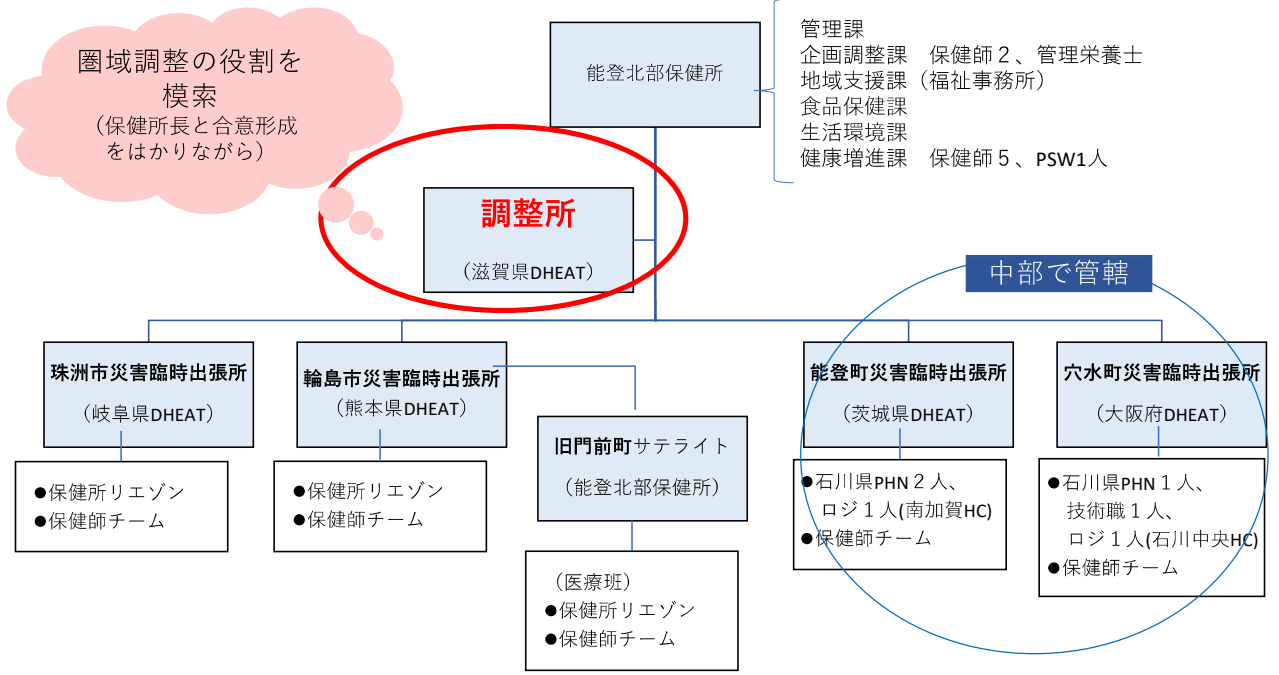 圏域調整の役割を
模索
（保健所長と合意形成
をはかりながら）
能登北部保健所
管理課
企画調整課　保健師２、管理栄養士
地域支援課（福祉事務所）
食品保健課
生活環境課
健康増進課　保健師５、PSW1人
調整所
（滋賀県DHEAT）
中部で管轄
珠洲市災害臨時出張所
（岐阜県DHEAT）
●保健所リエゾン
●保健師チーム
輪島市災害臨時出張所
（熊本県DHEAT）
●保健所リエゾン
●保健師チーム
旧門前町サテライト
（能登北部保健所）
（医療班）
●保健所リエゾン
●保健師チーム
能登町災害臨時出張所
（茨城県DHEAT）
●石川県PHN２人、
ロジ１人(南加賀HC)
●保健師チーム
穴水町災害臨時出張所
（大阪府DHEAT）
●石川県PHN１人、
技術職１人、
ロジ１人(石川中央HC)
●保健師チーム